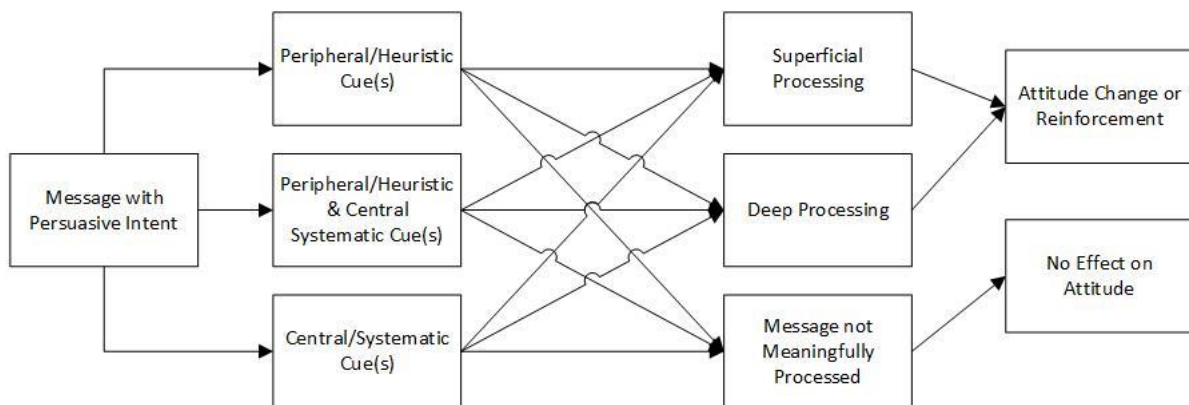 Message with
Persuasive Intent
Peripheral/Heuristic
Cue(s)
Peripheral/Heuristic
& Central
Systematic Cue(s)
Central/Systematic
Cue(s)
Superficial
Processing
Deep Processing
Message not
Meaningfully
Processed
Attitude Change or
Reinforcement
No Effect on
Attitude